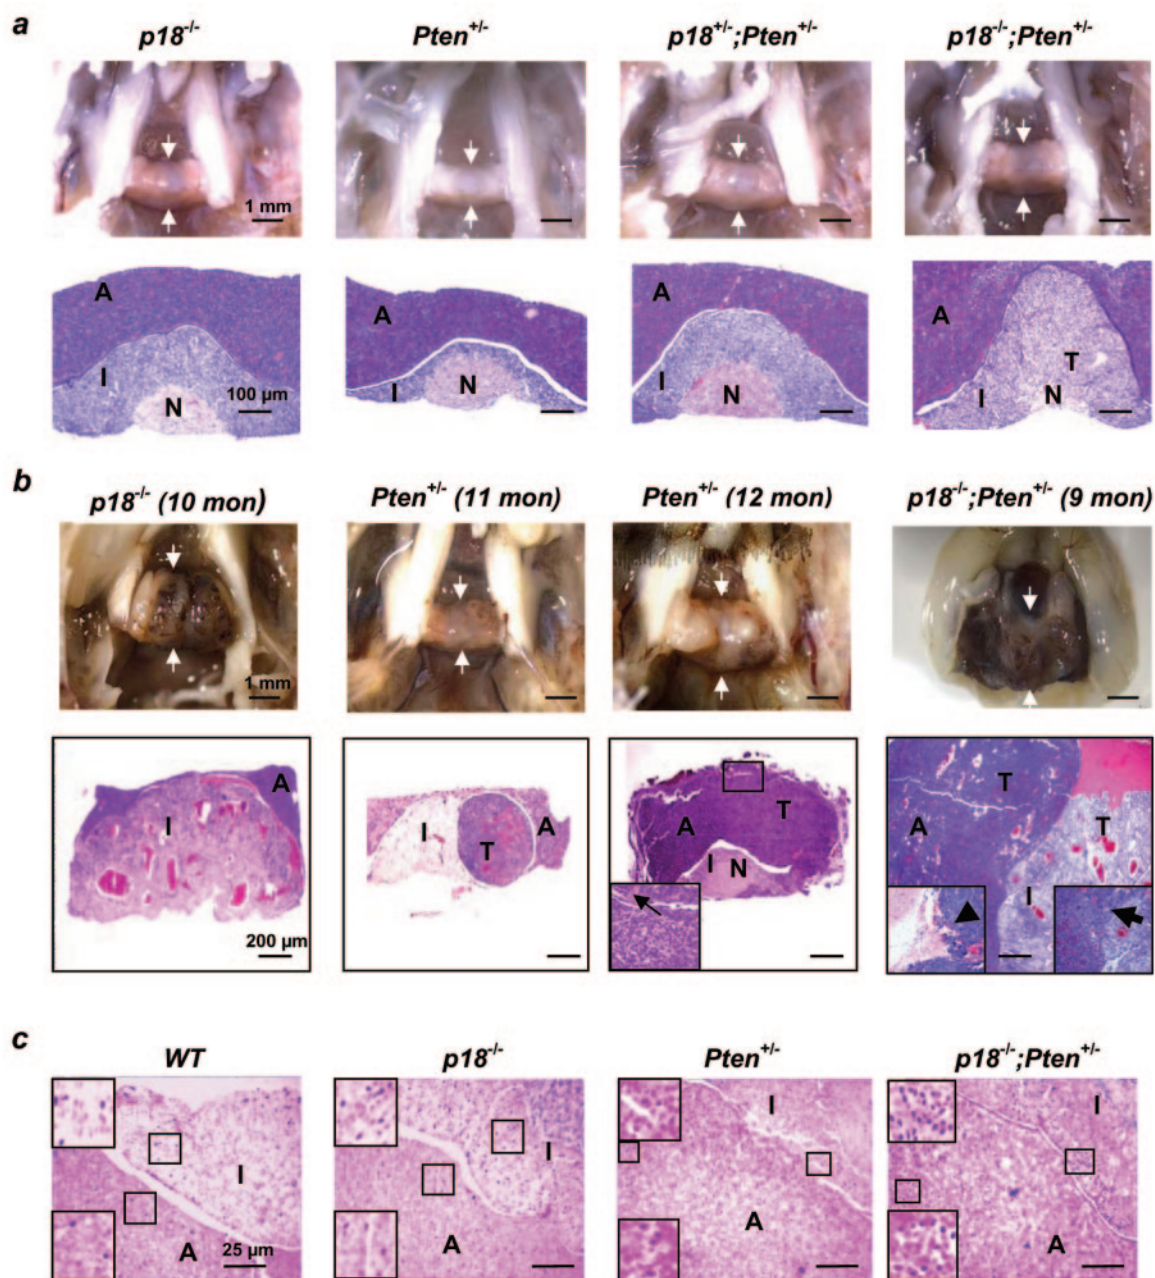 a
p18-/- Pten+/- p18+/-;Pten+/- p18-/-;Pten+/-
1 mm
A A A A
I N I N I N T I N
100 µm
b
p18-/- (10 mon) Pten+/- (11 mon) Pten+/- (12 mon) p18-/-;Pten+/- (9 mon)
1 mm
A I I T A A T I N T A T I
200 µm
c
WT p18-/- Pten+/- p18-/-;Pten+/-
I I I I
A A A A
25 µm